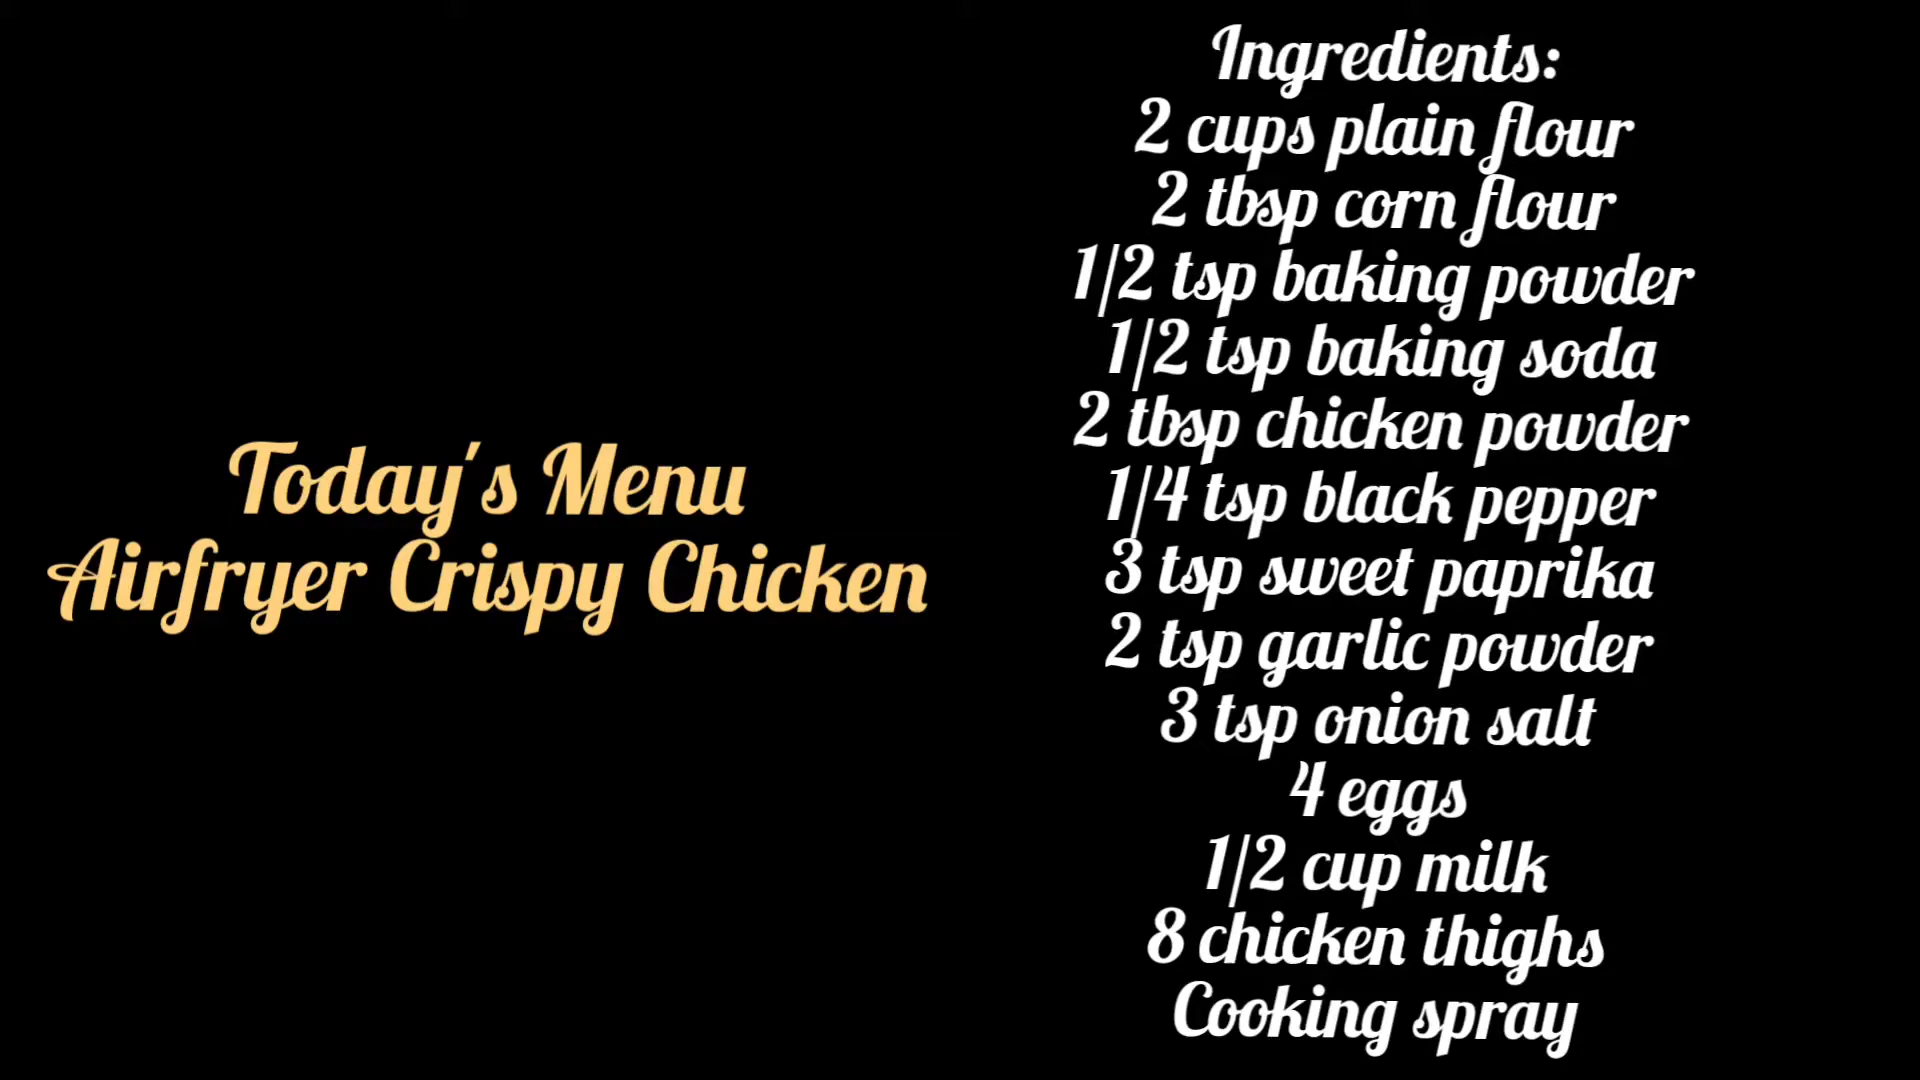 Today's Menu
Airfryer Crispy Chicken
Ingredients:
2 cups plain flour
2 tbsp corn flour
1/2 tsp baking powder
1/2 tsp baking soda
2 tbsp chicken powder
1/4 tsp black pepper
3 tsp sweet paprika
2 tsp garlic powder
3 tsp onion salt
4 eggs
1/2 cup milk
8 chicken thighs
Cooking spray